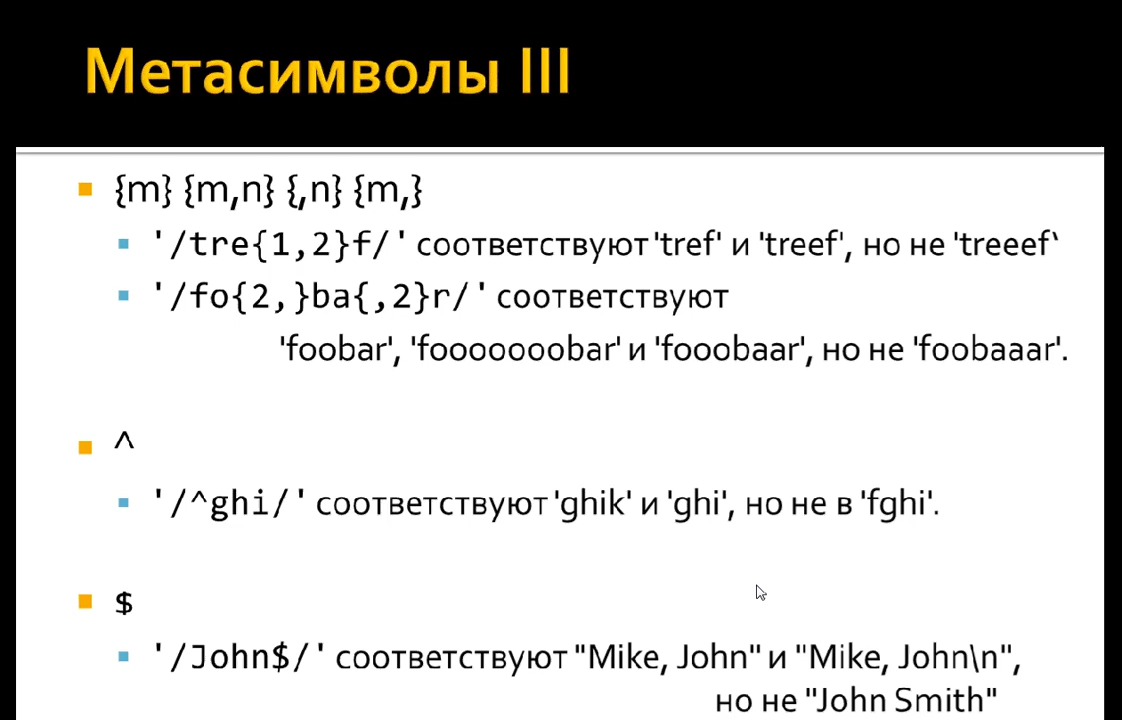 Метасимволы III
{m} {m,n} {,n} {m,}
'/tre{1,2}f/' соответствуют 'tref' и 'treef', но не 'treeef‛
'/fo{2,}ba{,2}r/' соответствуют
'foobar', 'fooooooobar' и 'fooobaar', но не 'foobaaar'.
^
'/^ghi/' соответствуют 'ghik' и 'ghi', но не в 'fghi'.
$
'/John$/' соответствуют "Mike, John" и "Mike, John\n",
но не "John Smith"